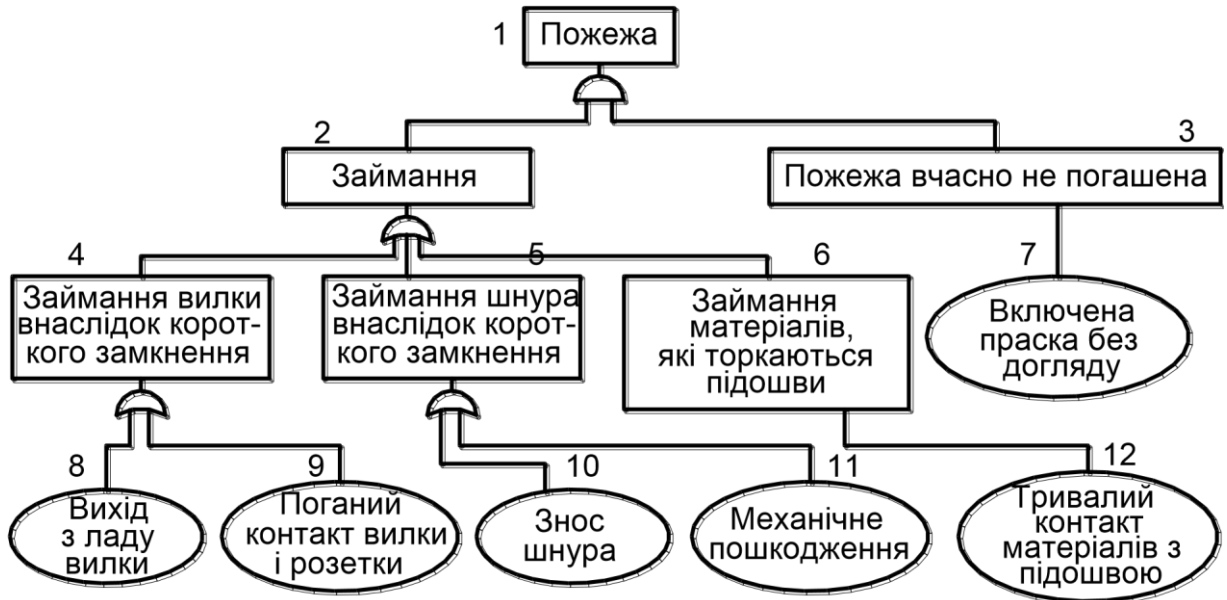 1 Пожежа
2
3
Займання
Пожежа вчасно не погашена
4
5
6
7
Займання вилки
внаслідок корот-
кого замкнення
Займання шнура
внаслідок корот-
кого замкнення
Займання
матеріалів,
які торкаються
підошви
Включена
праска без
догляду
8
9
10
11
12
Вихід
з ладу
вилки
Поганий
контакт вилки
і розетки
Знос
шнура
Механічне
пошкодження
Тривалий
контакт
матеріалів з
підошвою